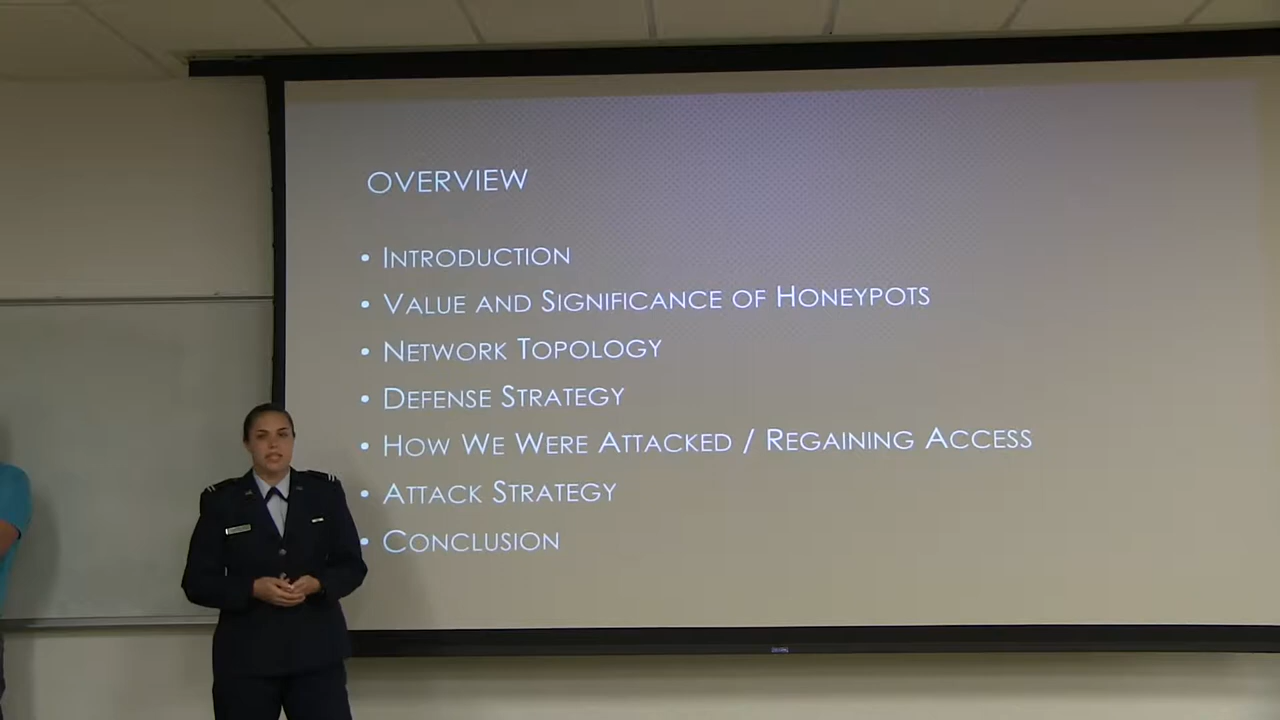 OVERVIEW
• INTRODUCTION
• VALUE AND SIGNIFICANCE OF HONEYPOTS
• NETWORK TOPOLOGY
• DEFENSE STRATEGY
• HOW WE WERE ATTACKED / REGAINING ACCESS
• ATTACK STRATEGY
• CONCLUSION